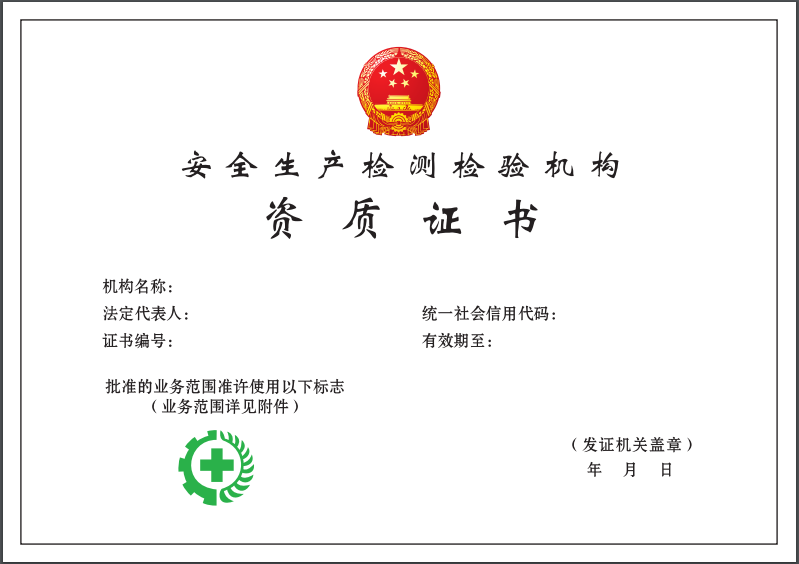 安全生产检测检验机构
资质证书
机构名称：
法定代表人：
统一社会信用代码：
证书编号：
有效期至：
批准的业务范围准许使用以下标志
（业务范围详见附件）
（发证机关盖章）
年 月 日